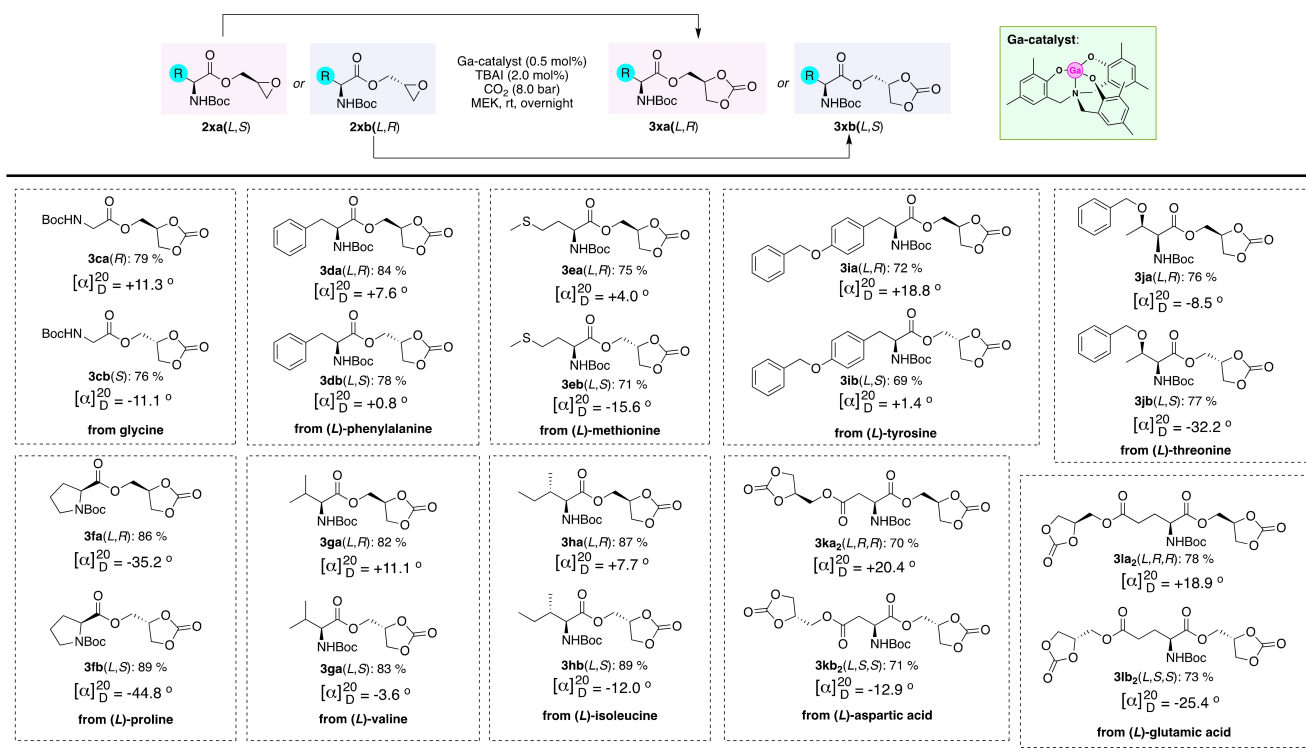 R
O
O
O
NHBoc
2xa(L,S)
or
R
O
O
O
NHBoc
2xb(L,R)
Ga-catalyst (0.5 mol%)
TBAI (2.0 mol%)
CO2 (8.0 bar)
MEK, rt, overnight
R
O
O
O
O
O
NHBoc
3xa(L,R)
or
R
O
O
O
O
O
NHBoc
3xb(L,S)
Ga-catalyst:
O
O
Ga
O
N
BocHN
O
O
O
O
O
3ca(R): 79 %
[α]20D = +11.3 o
BocHN
O
O
O
O
O
3cb(S): 76 %
[α]20D = -11.1 o
from glycine
O
O
O
O
O
NHBoc
3da(L,R): 84 %
[α]20D = +7.6 o
O
O
O
O
O
NHBoc
3db(L,S): 78 %
[α]20D = +0.8 o
from (L)-phenylalanine
S
O
O
O
O
O
NHBoc
3ea(L,R): 75 %
[α]20D = +4.0 o
S
O
O
O
O
O
NHBoc
3eb(L,S): 71 %
[α]20D = -15.6 o
from (L)-methionine
O
O
O
O
O
O
NHBoc
3ia(L,R): 72 %
[α]20D = +18.8 o
O
O
O
O
O
O
NHBoc
3ib(L,S): 69 %
[α]20D = +1.4 o
from (L)-tyrosine
O
O
O
O
O
O
NHBoc
3ja(L,R): 76 %
[α]20D = -8.5 o
O
O
O
O
O
O
NHBoc
3jb(L,S): 77 %
[α]20D = -32.2 o
from (L)-threonine
O
O
O
O
O
NBoc
3fa(L,R): 86 %
[α]20D = -35.2 o
O
O
O
O
O
NBoc
3fb(L,S): 89 %
[α]20D = -44.8 o
from (L)-proline
O
O
O
O
O
NHBoc
3ga(L,R): 82 %
[α]20D = +11.1 o
O
O
O
O
O
NHBoc
3ga(L,S): 83 %
[α]20D = -3.6 o
from (L)-valine
O
O
O
O
O
NHBoc
3ha(L,R): 87 %
[α]20D = +7.7 o
O
O
O
O
O
NHBoc
3hb(L,S): 89 %
[α]20D = -12.0 o
from (L)-isoleucine
O
O
O
O
O
O
O
O
O
O
NHBoc
3ka2(L,R,R): 70 %
[α]20D = +20.4 o
O
O
O
O
O
O
O
O
O
O
NHBoc
3kb2(L,S,S): 71 %
[α]20D = -12.9 o
from (L)-aspartic acid
O
O
O
O
O
O
O
O
O
O
NHBoc
3la2(L,R,R): 78 %
[α]20D = +18.9 o
O
O
O
O
O
O
O
O
O
O
NHBoc
3lb2(L,S,S): 73 %
[α]20D = -25.4 o
from (L)-glutamic acid